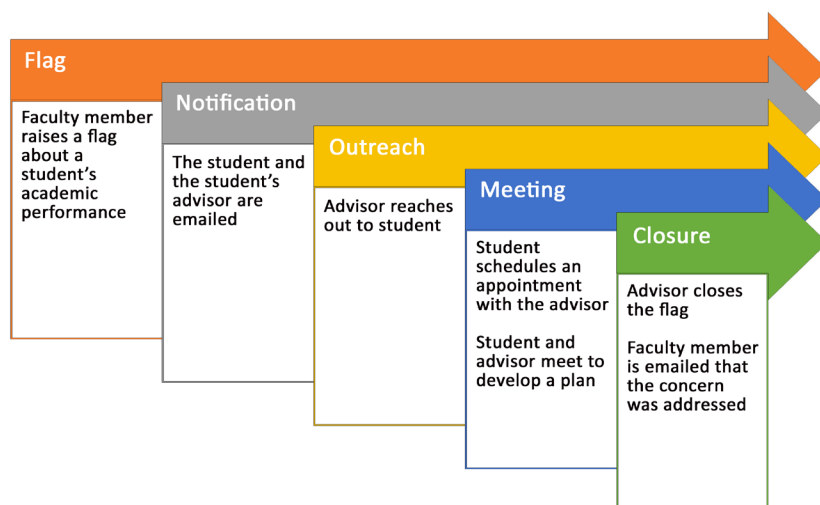 Flag
Faculty member
raises a flag
about a
student's
academic
performance
Notification
The student and
the student's
advisor are
emailed
Outreach
Advisor reaches
out to student
Meeting
Student
schedules an
appointment
with the advisor
Student and
advisor meet to
develop a plan
Closure
Advisor closes
the flag
Faculty member
is emailed that
the concern
was addressed